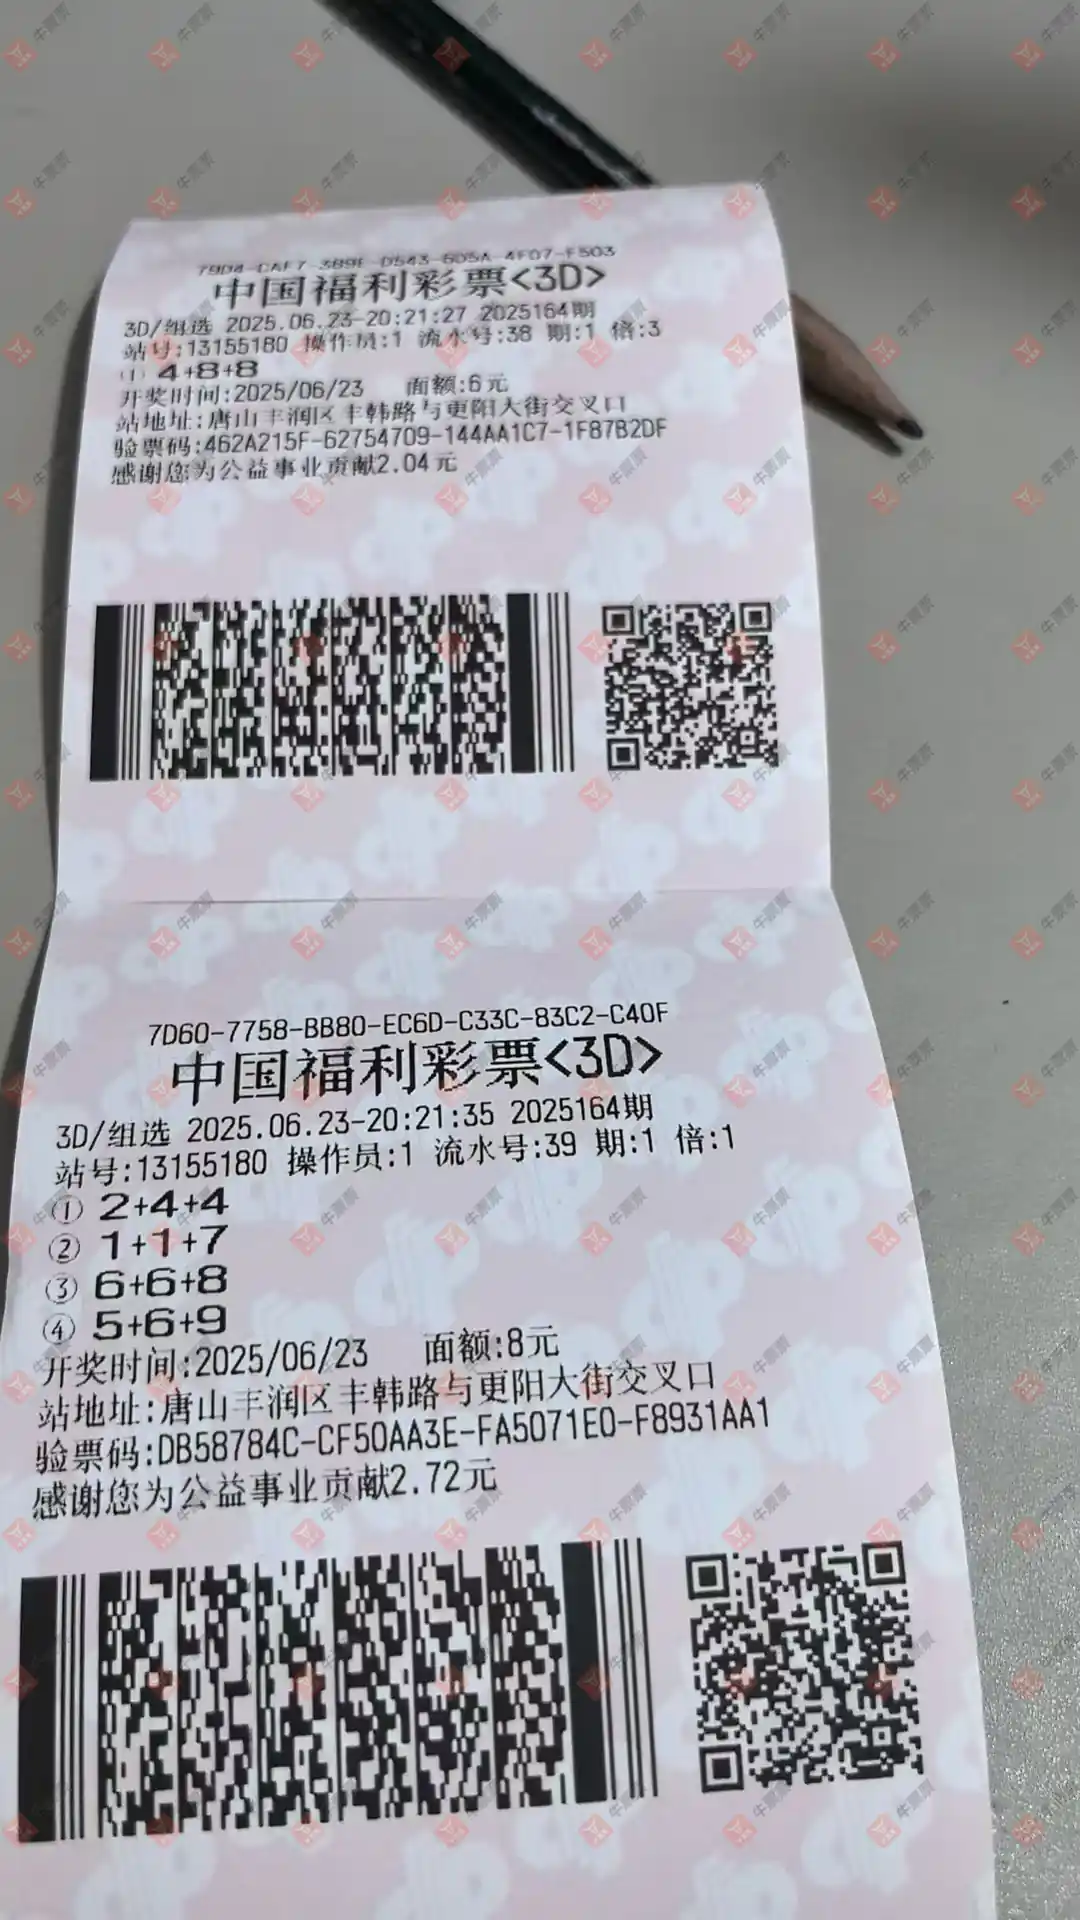 79D4-CAF7-3B9E-D543-6D5A-4F07-F503
中国福利彩票<3D>
3D/组选 2025.06.23-20:21:27 2025164期
站号:13155180 操作员:1 流水号:38 期:1 倍:3
① 4+8+8
开奖时间:2025/06/23 面额:6元
站地址:唐山丰润区丰韩路与更阳大街交叉口
验票码:462A215F-62754709-144AA1C7-1F87B2DF
感谢您为公益事业贡献2.04元
7D60-7758-BB80-EC6D-C33C-83C2-C40F
中国福利彩票<3D>
3D/组选 2025.06.23-20:21:35 2025164期
站号:13155180 操作员:1 流水号:39 期:1 倍:1
① 2+4+4
② 1+1+7
③ 6+6+8
④ 5+6+9
开奖时间:2025/06/23 面额:8元
站地址:唐山丰润区丰韩路与更阳大街交叉口
验票码:DB58784C-CF50AA3E-FA5071E0-F8931AA1
感谢您为公益事业贡献2.72元
牛票票